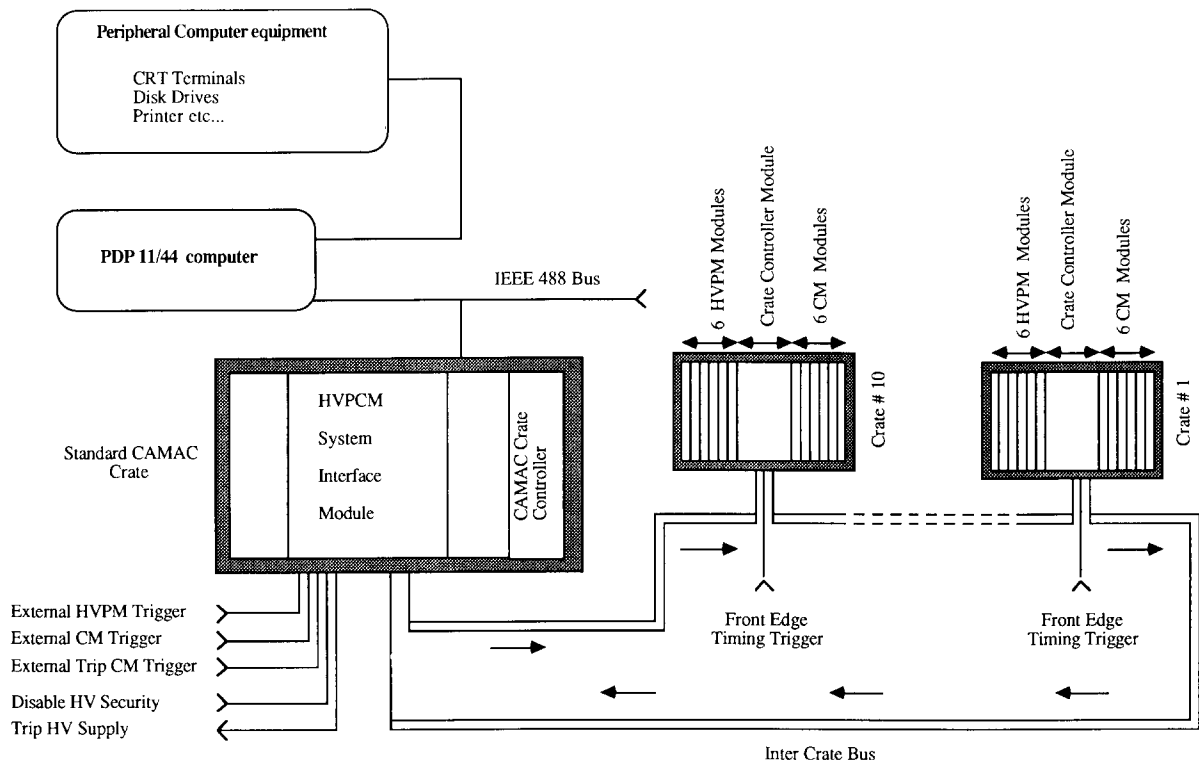 Peripheral Computer equipment
CRT Terminals
Disk Drives
Printer etc...
PDP 11/44 computer
IEEE 488 Bus
6 HVPM Modules
Crate Controller Module
6 CM Modules
6 HVPM Modules
Crate Controller Module
6 CM Modules
Crate # 10
Crate # 1
Standard CAMAC
Crate
HVPCM
System
Interface
Module
CAMAC Crate
Controller
External HVPM Trigger
External CM Trigger
External Trip CM Trigger
Disable HV Security
Trip HV Supply
Front Edge
Timing Trigger
Front Edge
Timing Trigger
Inter Crate Bus